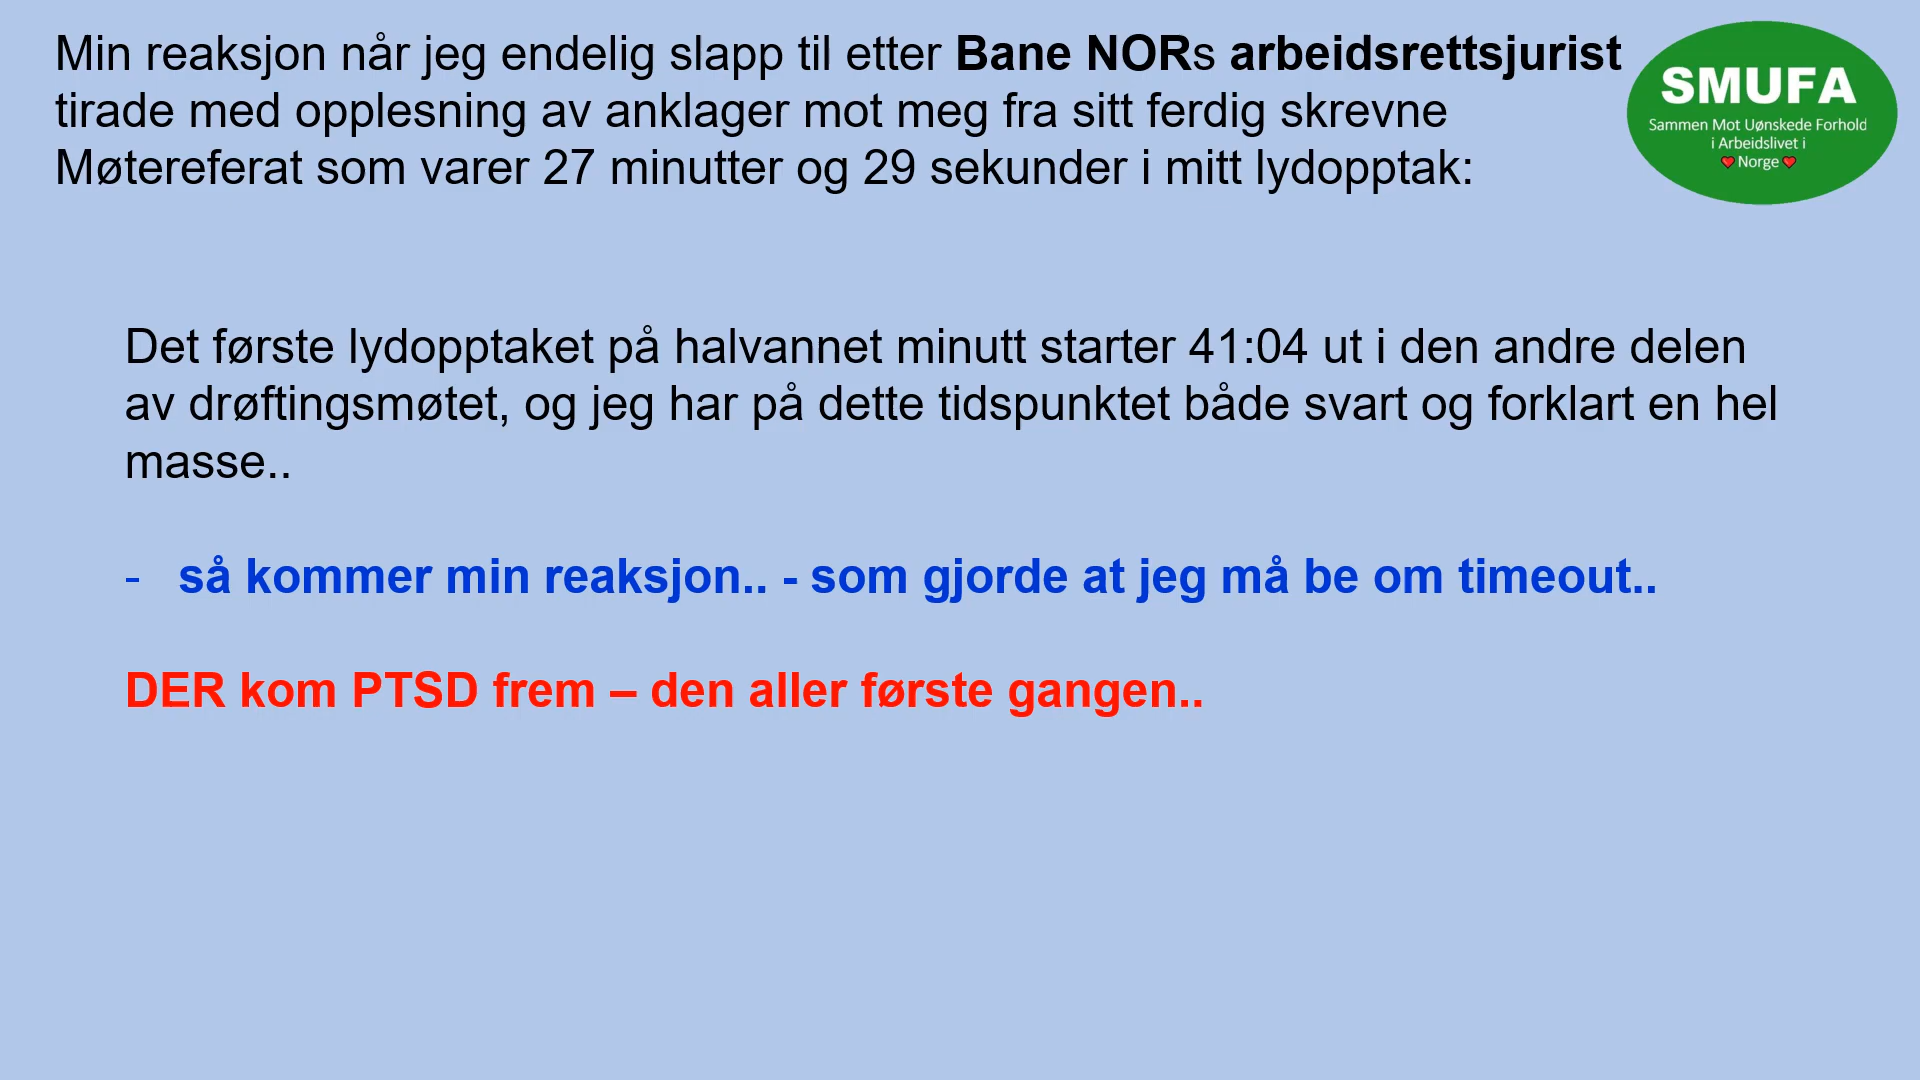 Min reaksjon når jeg endelig slapp til etter Bane NORs arbeidsrettsjurist
tirade med opplesning av anklager mot meg fra sitt ferdig skrevne
Møtereferat som varer 27 minutter og 29 sekunder i mitt lydopptak:
SMUFA
Sammen Mot Uønskede Forhold
i Arbeidslivet i
❤Norge❤
Det første lydopptaket på halvannet minutt starter 41:04 ut i den andre delen
av drøftingsmøtet, og jeg har på dette tidspunktet både svart og forklart en hel
masse..
- så kommer min reaksjon.. - som gjorde at jeg må be om timeout..
DER kom PTSD frem – den aller første gangen..